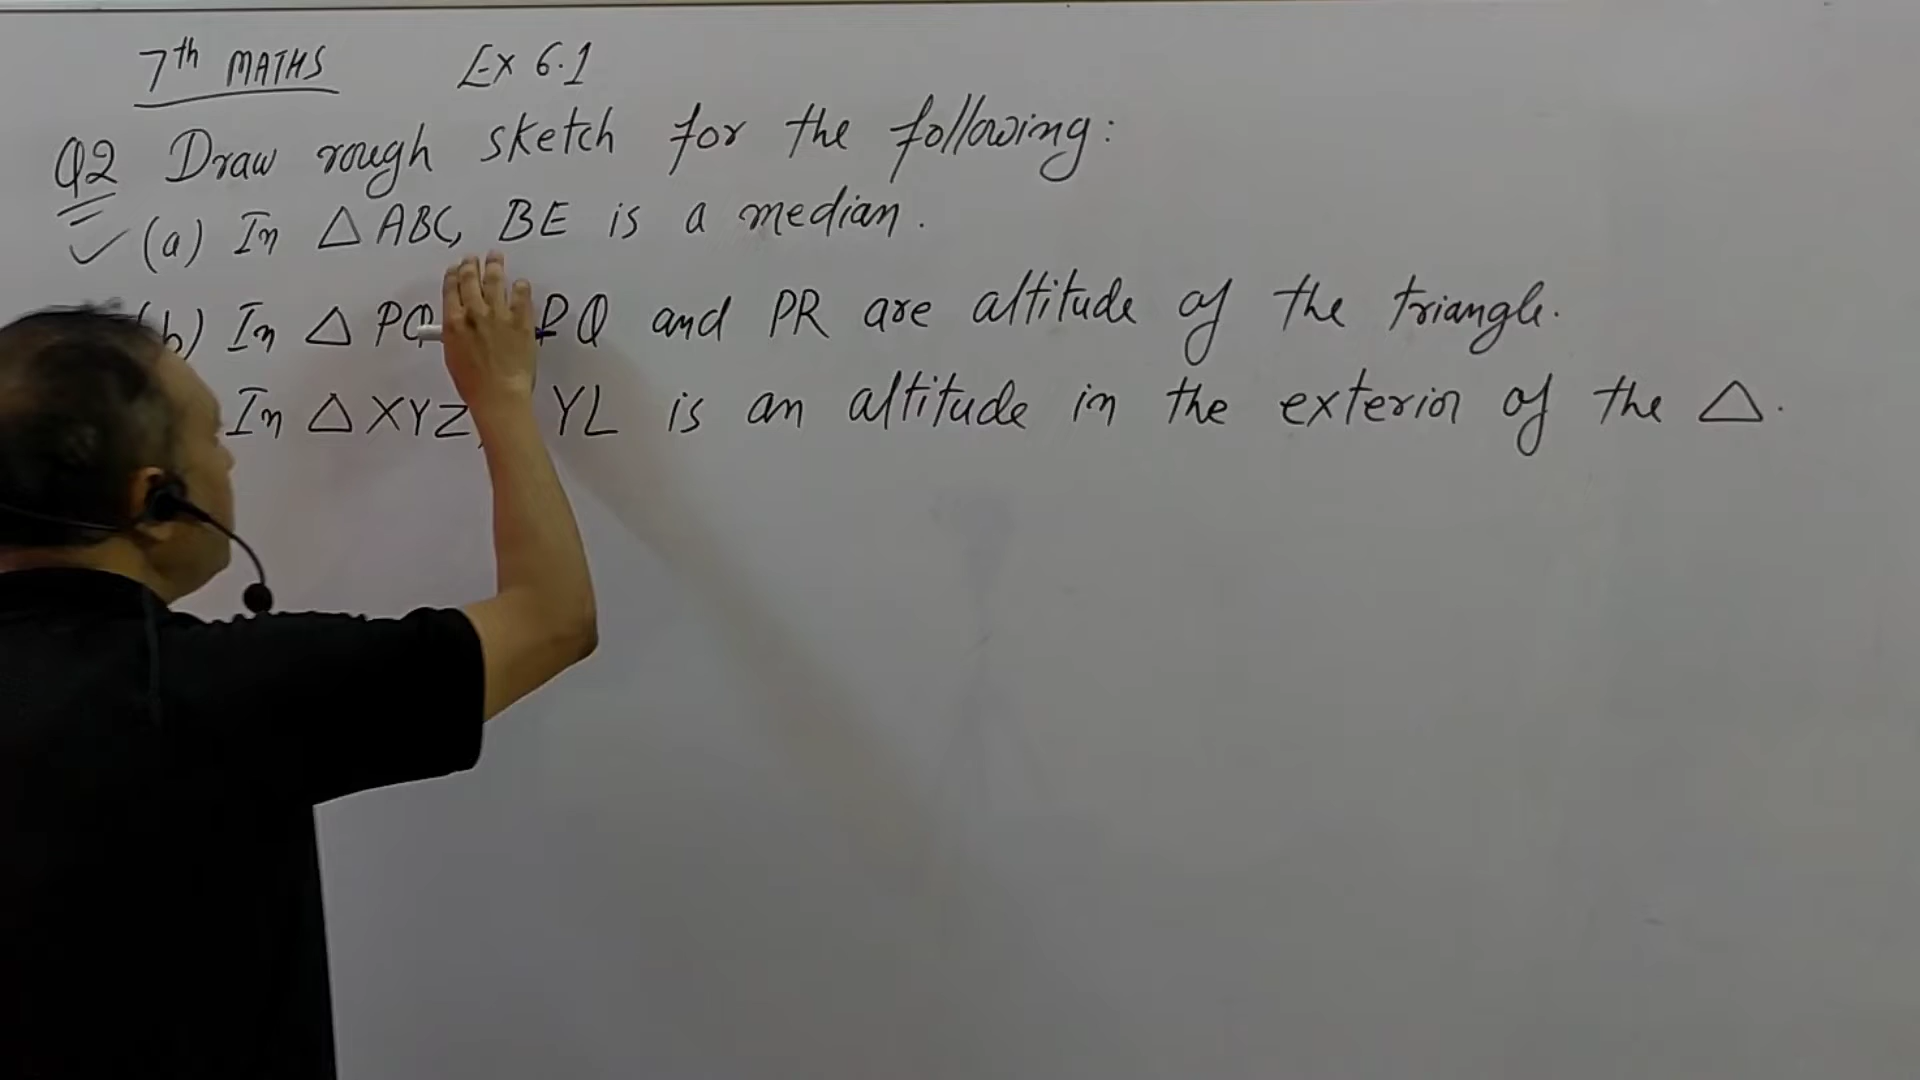 7th MATHS Ex 6.1
Q2 Draw rough sketch for the following:
(a) In △ ABC, BE is a median.
b) In △ PQ PQ and PR are altitude of the triangle.
In △ XYZ, YL is an altitude in the exterior of the △.